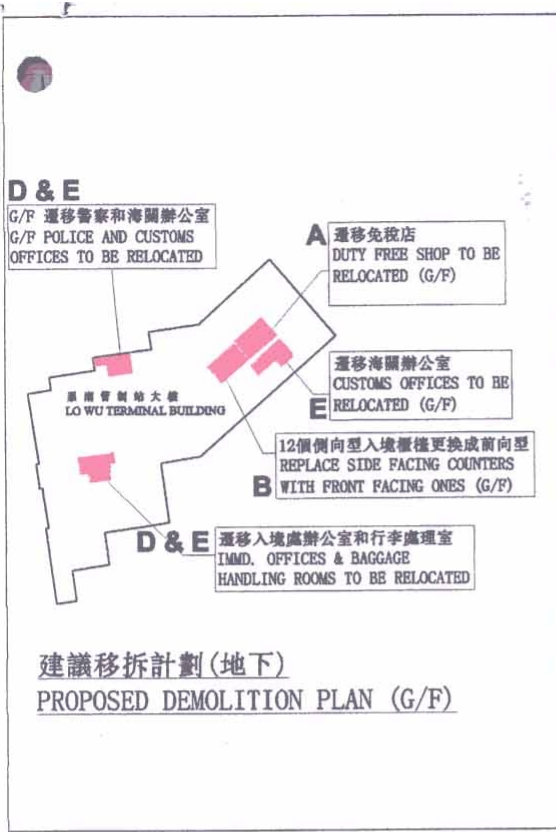 D & E
G/F 遷移警察和海關辦公室
G/F POLICE AND CUSTOMS
OFFICES TO BE RELOCATED
A
遷移免稅店
DUTY FREE SHOP TO BE
RELOCATED (G/F)
遷移海關辦公室
CUSTOMS OFFICES TO BE
RELOCATED (G/F)
E
羅湖管制站大樓
LO WU TERMINAL BUILDING
12個側向型入境櫃檯更換成前向型
REPLACE SIDE FACING COUNTERS
WITH FRONT FACING ONES (G/F)
B
D & E
遷移入境處辦公室和行李處理室
IMMD. OFFICES & BAGGAGE
HANDLING ROOMS TO BE RELOCATED
建議移拆計劃(地下)
PROPOSED DEMOLITION PLAN (G/F)